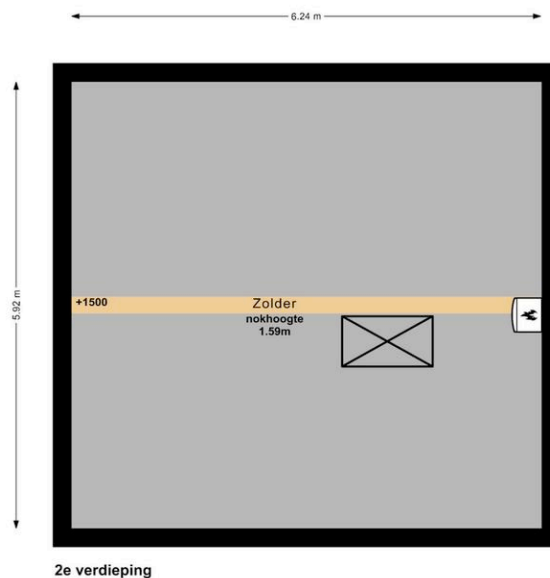 6.24 m
5.92 m
+1500
Zolder
nokhoogte
1.59m
2e verdieping